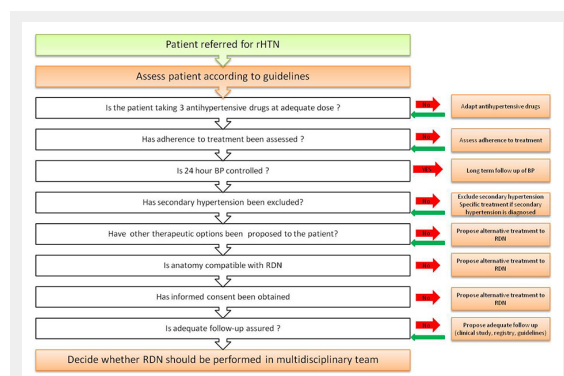 Patient referred for rHTN
Assess patient according to guidelines
Is the patient taking 3 antihypertensive drugs at adequate dose ?
No
Adapt antihypertensive drugs
Has adherence to treatment been assessed ?
No
Assess adherence to treatment
Is 24 hour BP controlled ?
YES
Long term follow up of BP
Has secondary hypertension been excluded?
No
Exclude secondary hypertension
Specific treatment if secondary
hypertension is diagnosed
Have other therapeutic options been proposed to the patient?
No
Propose alternative treatment to
RDN
Is anatomy compatible with RDN
No
Propose alternative treatment to
RDN
Has informed consent been obtained
No
Propose alternative treatment to
RDN
Is adequate follow-up assured ?
No
Propose adequate follow up
(clinical study, registry, guidelines)
Decide whether RDN should be performed in multidisciplinary team